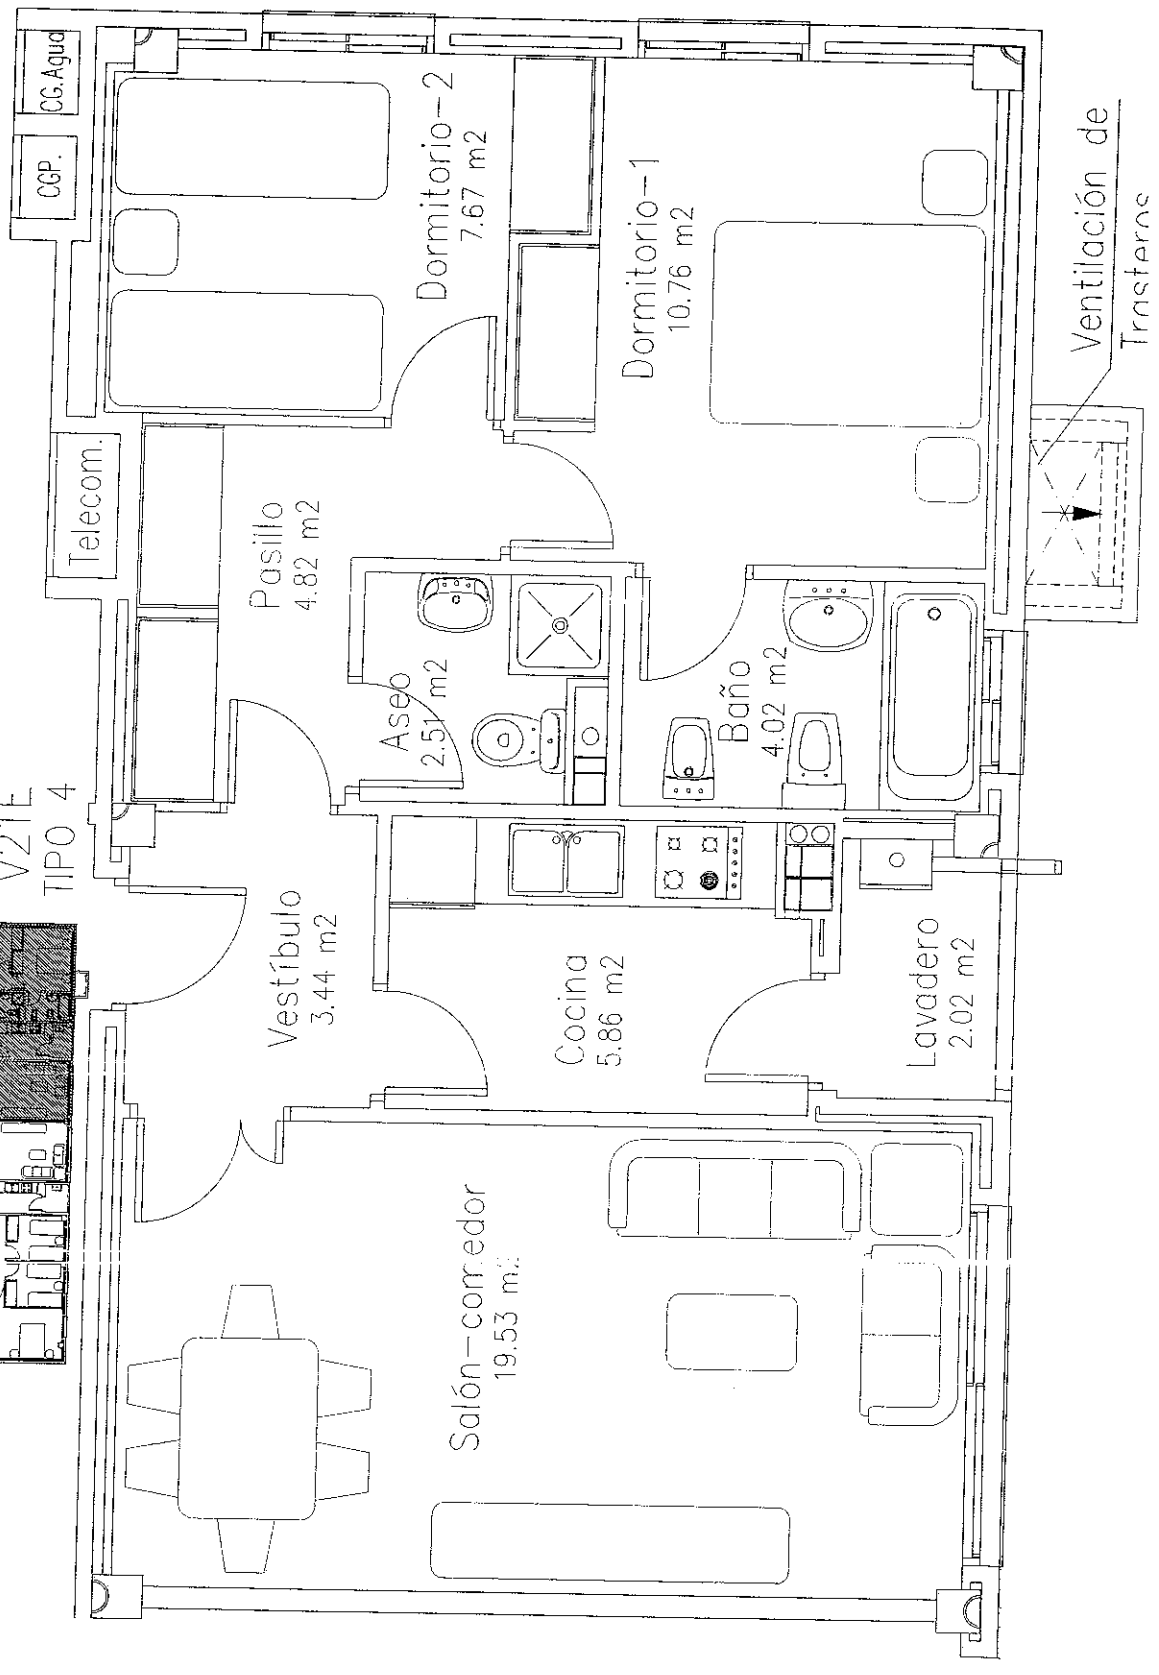 CG.Agua
CGP.
Telecom.
TIPO 4
Dormitorio-2
7.67 m2
Dormitorio-1
10.76 m2
Ventilación de
Trasteros
Pasillo
4.82 m2
Aseo
2.51 m2
Baño
4.02 m2
Vestíbulo
3.44 m2
Cocina
5.86 m2
Lavadero
2.02 m2
Salón-comedor
19.53 m2